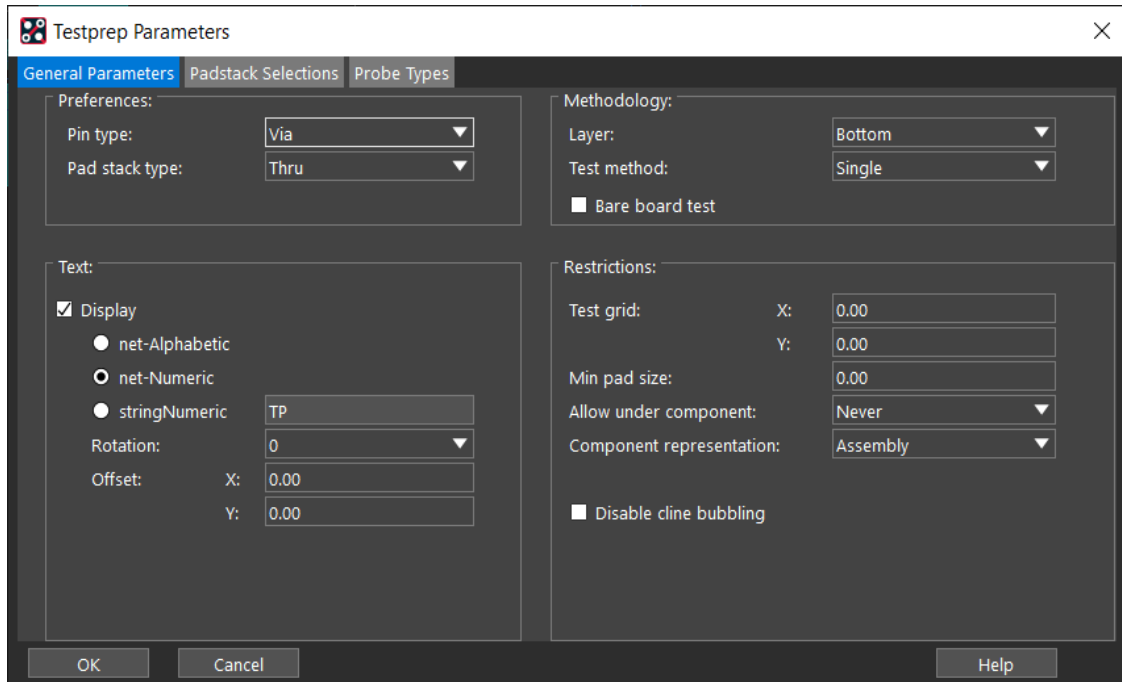 Testprep Parameters
General Parameters Padstack Selections Probe Types
Preferences:
Pin type: Via
Pad stack type: Thru
Methodology:
Layer: Bottom
Test method: Single
Bare board test
Text:
Display
net-Alphabetic
net-Numeric
stringNumeric TP
Rotation: 0
Offset: X: 0.00
Y: 0.00
Restrictions:
Test grid: X: 0.00
Y: 0.00
Min pad size: 0.00
Allow under component: Never
Component representation: Assembly
Disable cline bubbling
OK Cancel Help